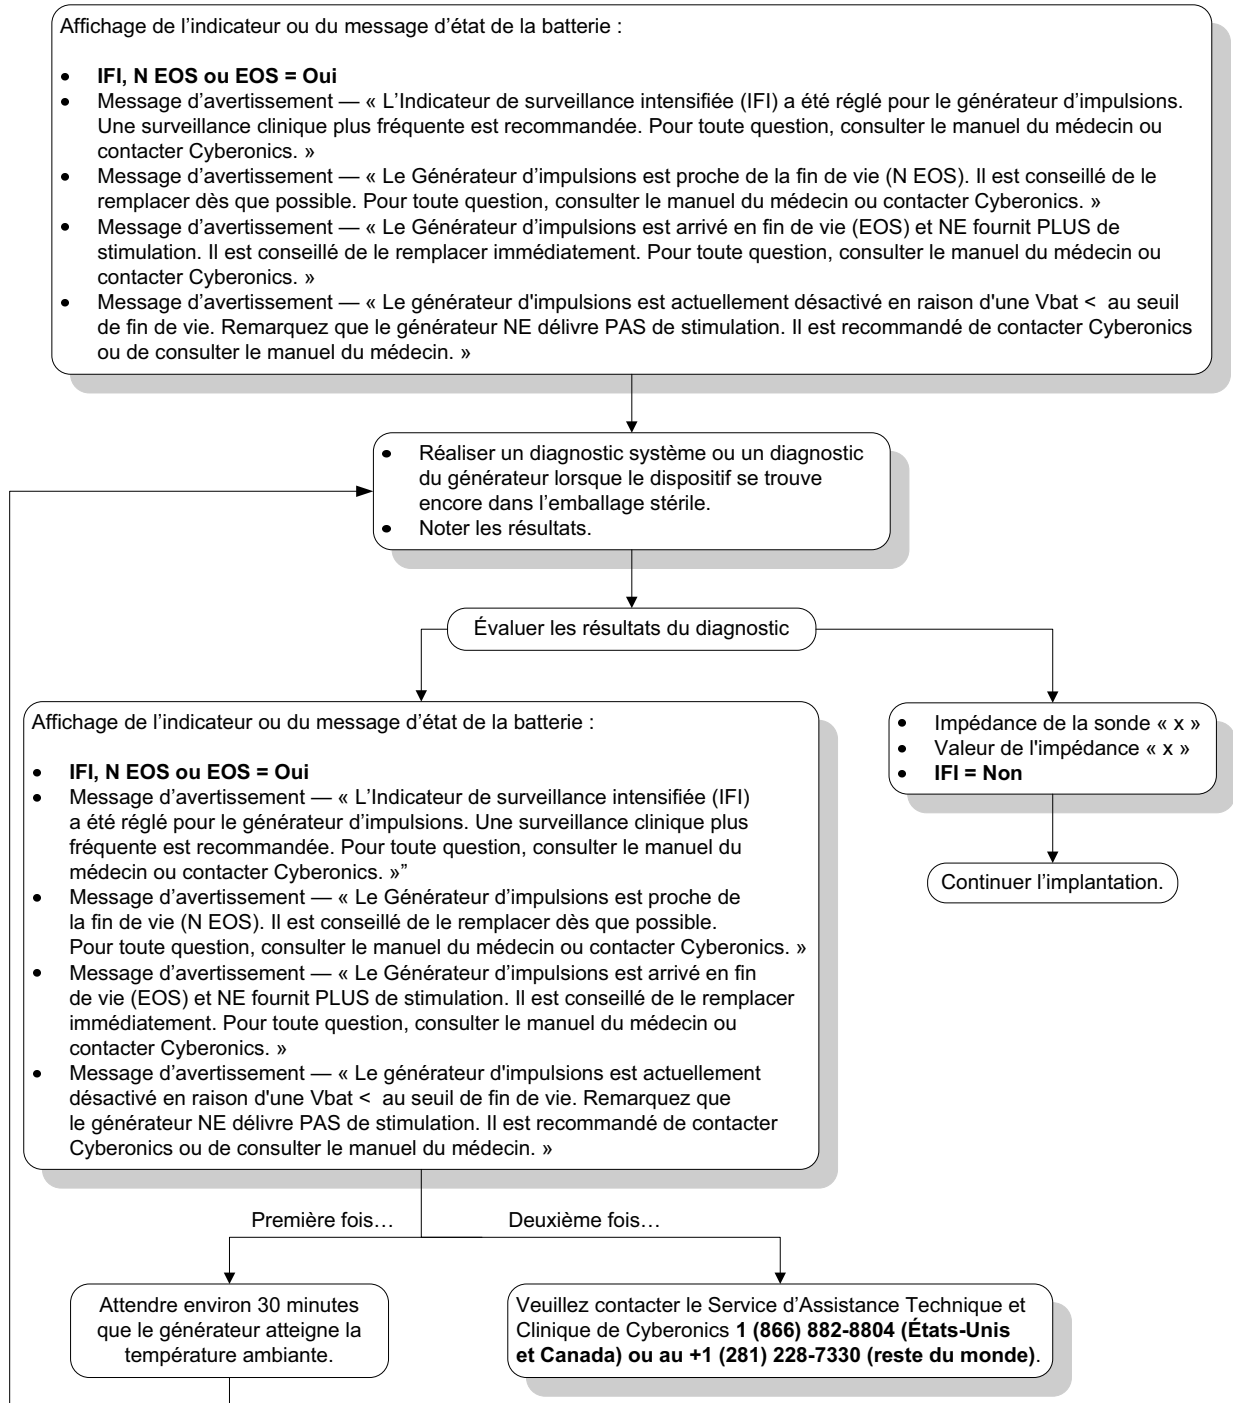 Affichage de l’indicateur ou du message d’état de la batterie :
• IFI, N EOS ou EOS = Oui
• Message d’avertissement — « L’Indicateur de surveillance intensifiée (IFI) a été réglé pour le générateur d’impulsions.
Une surveillance clinique plus fréquente est recommandée. Pour toute question, consulter le manuel du médecin ou
contacter Cyberonics. »
• Message d’avertissement — « Le Générateur d’impulsions est proche de la fin de vie (N EOS). Il est conseillé de le
remplacer dès que possible. Pour toute question, consulter le manuel du médecin ou contacter Cyberonics. »
• Message d’avertissement — « Le Générateur d’impulsions est arrivé en fin de vie (EOS) et NE fournit PLUS de
stimulation. Il est conseillé de le remplacer immédiatement. Pour toute question, consulter le manuel du médecin ou
contacter Cyberonics. »
• Message d’avertissement — « Le générateur d'impulsions est actuellement désactivé en raison d'une Vbat < au seuil
de fin de vie. Remarquez que le générateur NE délivre PAS de stimulation. Il est recommandé de contacter Cyberonics
ou de consulter le manuel du médecin. »
• Réaliser un diagnostic système ou un diagnostic
du générateur lorsque le dispositif se trouve
encore dans l’emballage stérile.
• Noter les résultats.
Évaluer les résultats du diagnostic
Affichage de l’indicateur ou du message d’état de la batterie :
• IFI, N EOS ou EOS = Oui
• Message d’avertissement — « L’Indicateur de surveillance intensifiée (IFI)
a été réglé pour le générateur d’impulsions. Une surveillance clinique plus
fréquente est recommandée. Pour toute question, consulter le manuel du
médecin ou contacter Cyberonics. »”
• Message d’avertissement — « Le Générateur d’impulsions est proche de
la fin de vie (N EOS). Il est conseillé de le remplacer dès que possible.
Pour toute question, consulter le manuel du médecin ou contacter Cyberonics. »
• Message d’avertissement — « Le Générateur d’impulsions est arrivé en fin
de vie (EOS) et NE fournit PLUS de stimulation. Il est conseillé de le remplacer
immédiatement. Pour toute question, consulter le manuel du médecin ou
contacter Cyberonics. »
• Message d’avertissement — « Le générateur d'impulsions est actuellement
désactivé en raison d'une Vbat < au seuil de fin de vie. Remarquez que
le générateur NE délivre PAS de stimulation. Il est recommandé de contacter
Cyberonics ou de consulter le manuel du médecin. »
• Impédance de la sonde « x »
• Valeur de l'impédance « x »
• IFI = Non
Continuer l’implantation.
Première fois…
Deuxième fois…
Attendre environ 30 minutes
que le générateur atteigne la
température ambiante.
Veuillez contacter le Service d’Assistance Technique et
Clinique de Cyberonics 1 (866) 882-8804 (États-Unis
et Canada) ou au +1 (281) 228-7330 (reste du monde).